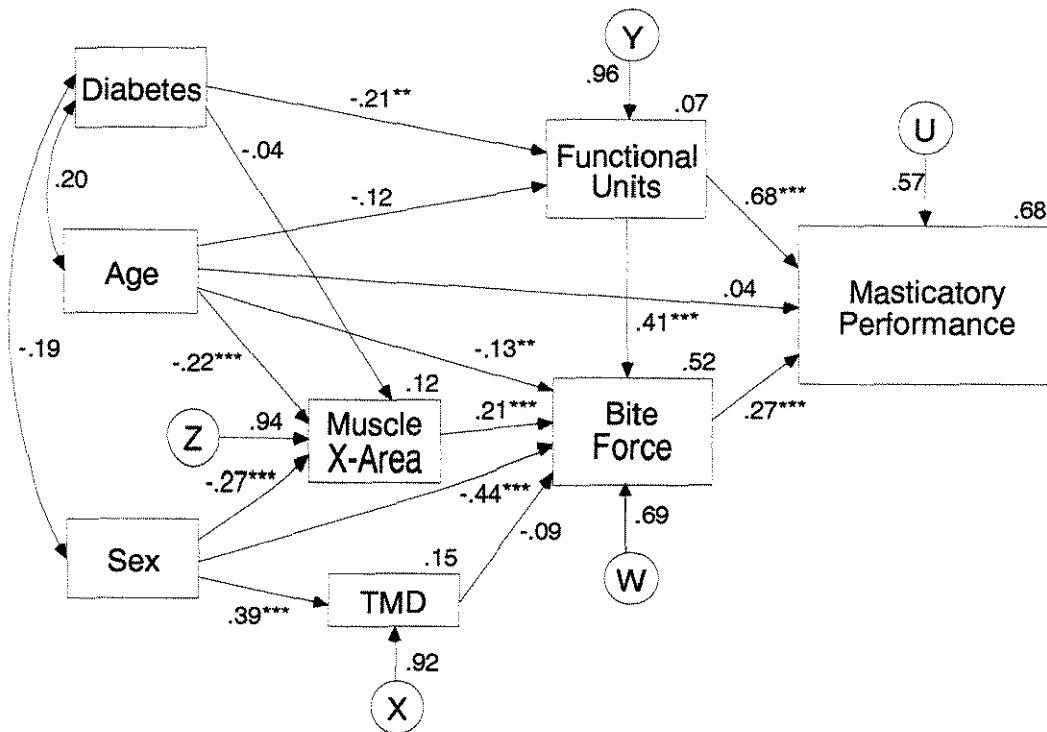 Y
Diabetes
.96
.07
-.21**
U
-.04
Functional
Units
.20
.57
-.12
.68***
.68
Age
Masticatory
Performance
.04
.41***
-.19
-.13**
-.22***
.52
.12
Z
.94
Muscle
X-Area
.21***
Bite
Force
.27***
-.27***
-.44***
Sex
-.09
.69
.15
TMD
W
.39***
.92
X